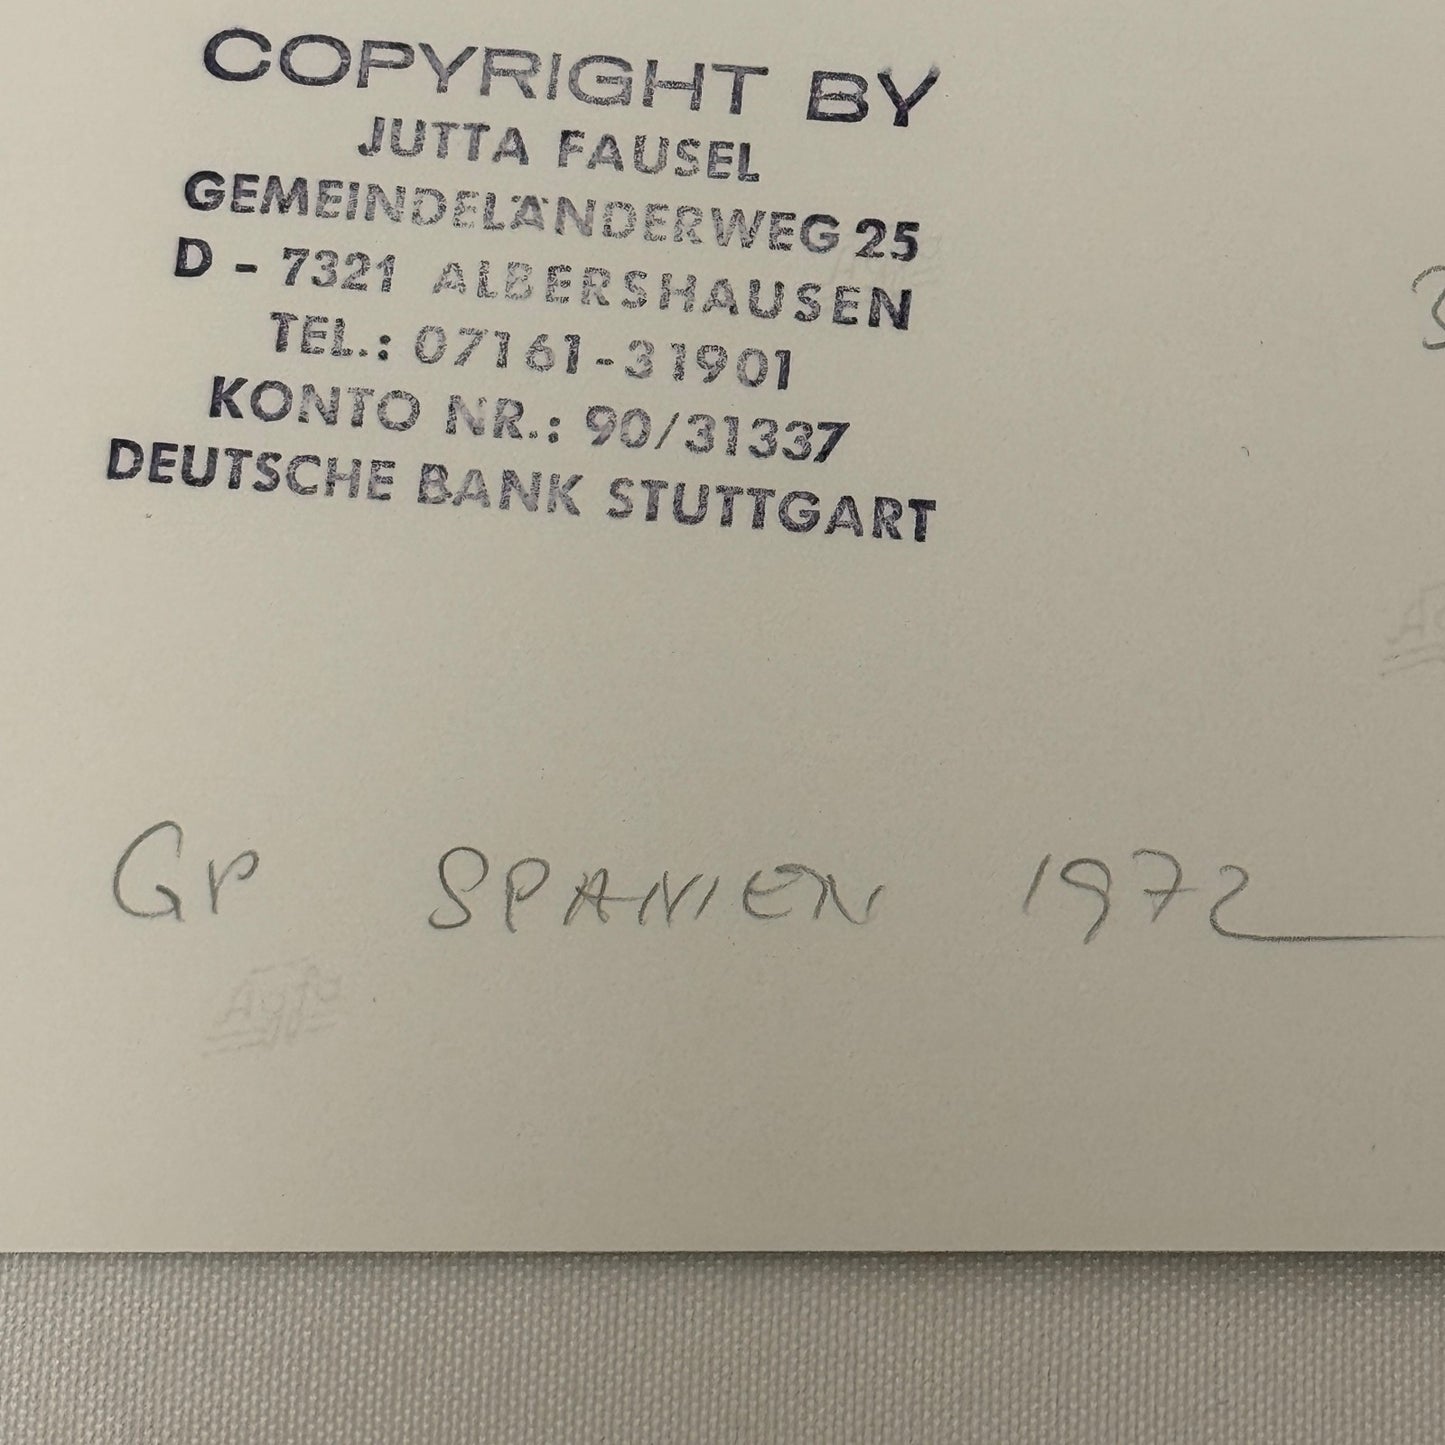 COPYRIGHT BY
JUTTA FAUSEL
GEMEINDELÄNDERWEG 25
D - 7321 ALBERSHAUSEN
TEL.: 07161-31901
KONTO NR.: 90/31337
DEUTSCHE BANK STUTTGART
GP SPANIEN 1972